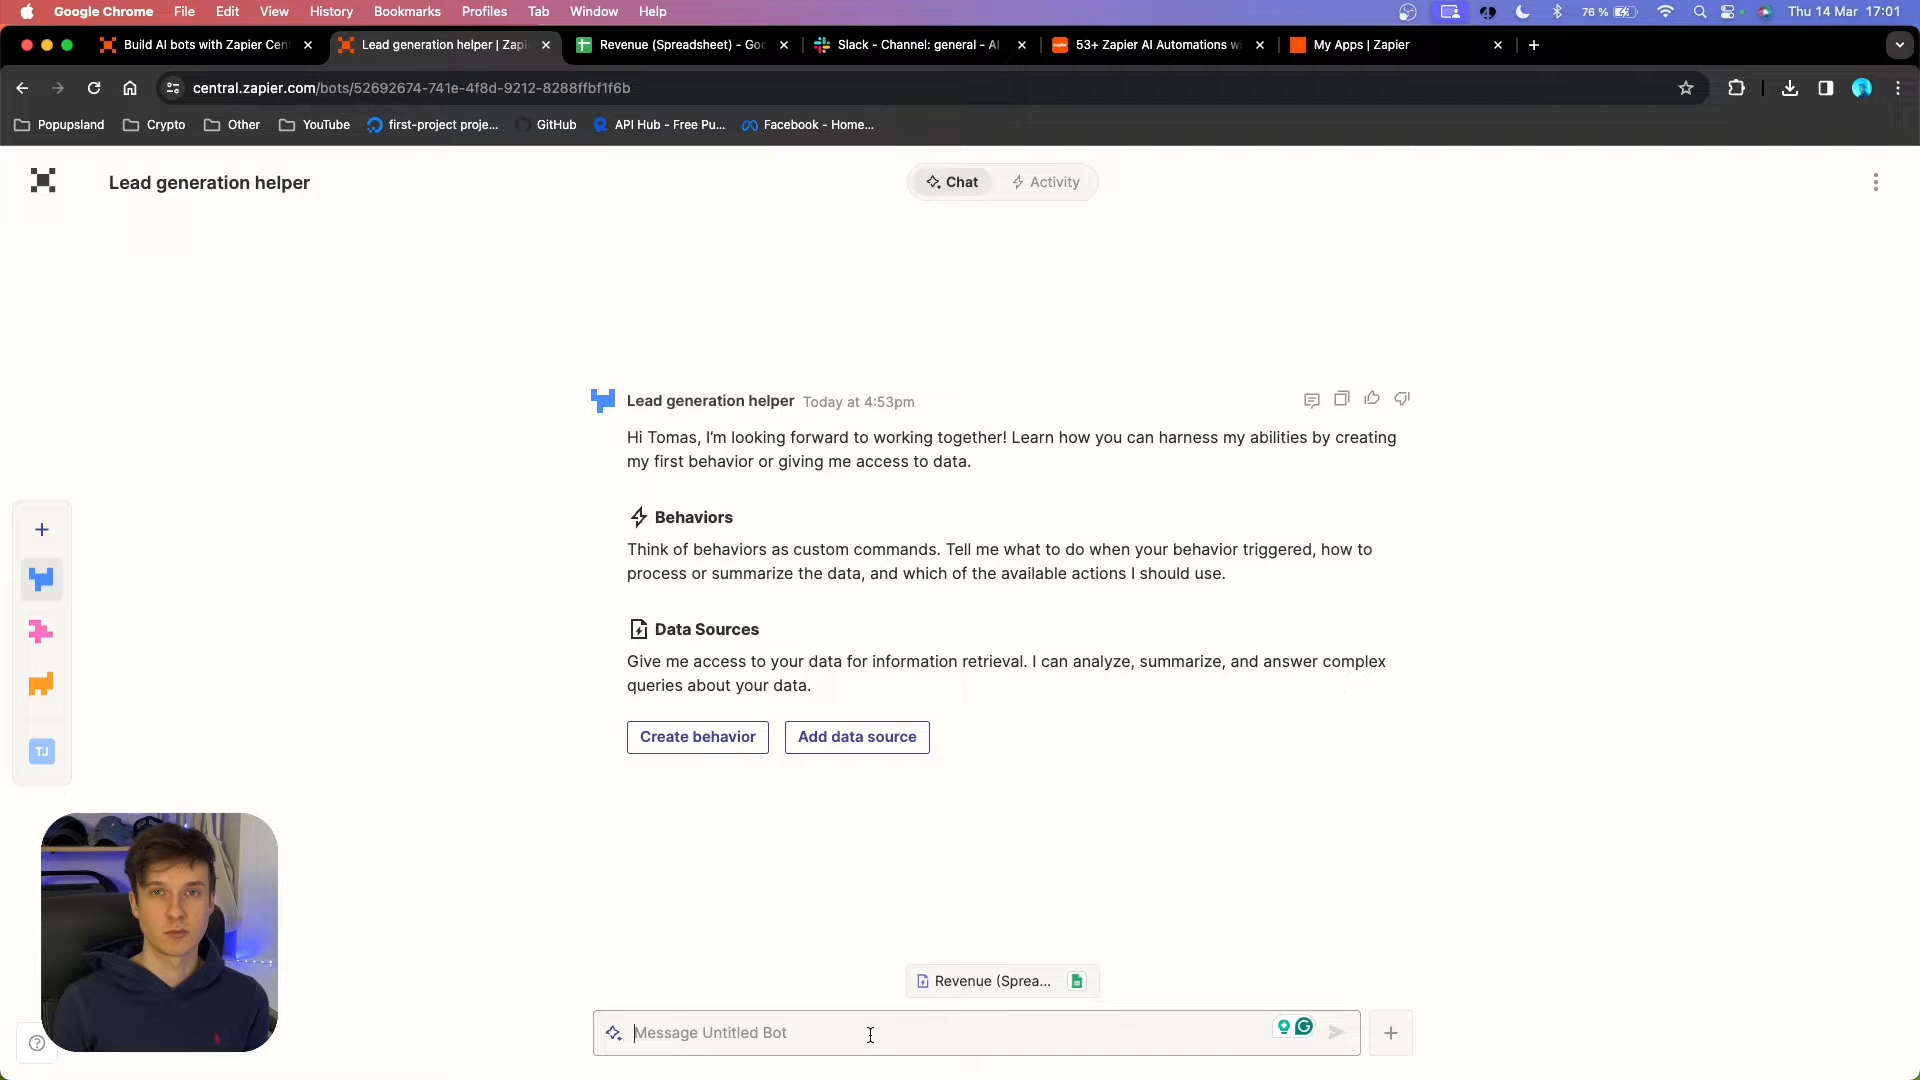 Google Chrome File Edit View History Bookmarks Profiles Tab Window Help 76 % Thu 14 Mar 17:01
Build AI bots with Zapier Cen Lead generation helper | Zapi Revenue (Spreadsheet) - Goo Slack - Channel: general - AI 53+ Zapier AI Automations wi My Apps | Zapier
central.zapier.com/bots/52692674-741e-4f8d-9212-8288ffbf1f6b
Popupsland Crypto Other YouTube first-project proje... GitHub API Hub - Free Pu... Facebook - Home...
Lead generation helper Chat Activity
Lead generation helper Today at 4:53pm
Hi Tomas, I'm looking forward to working together! Learn how you can harness my abilities by creating
my first behavior or giving me access to data.
Behaviors
Think of behaviors as custom commands. Tell me what to do when your behavior triggered, how to
process or summarize the data, and which of the available actions I should use.
Data Sources
Give me access to your data for information retrieval. I can analyze, summarize, and answer complex
queries about your data.
Create behavior Add data source
TJ
Revenue (Sprea...
Message Untitled Bot